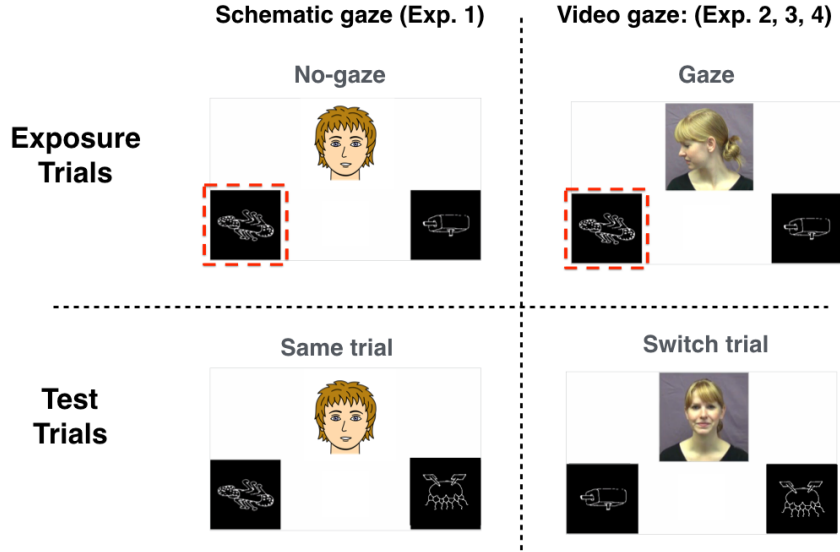 Schematic gaze (Exp. 1)
Video gaze: (Exp. 2, 3, 4)
No-gaze
Gaze
Exposure
Trials
Same trial
Switch trial
Test
Trials